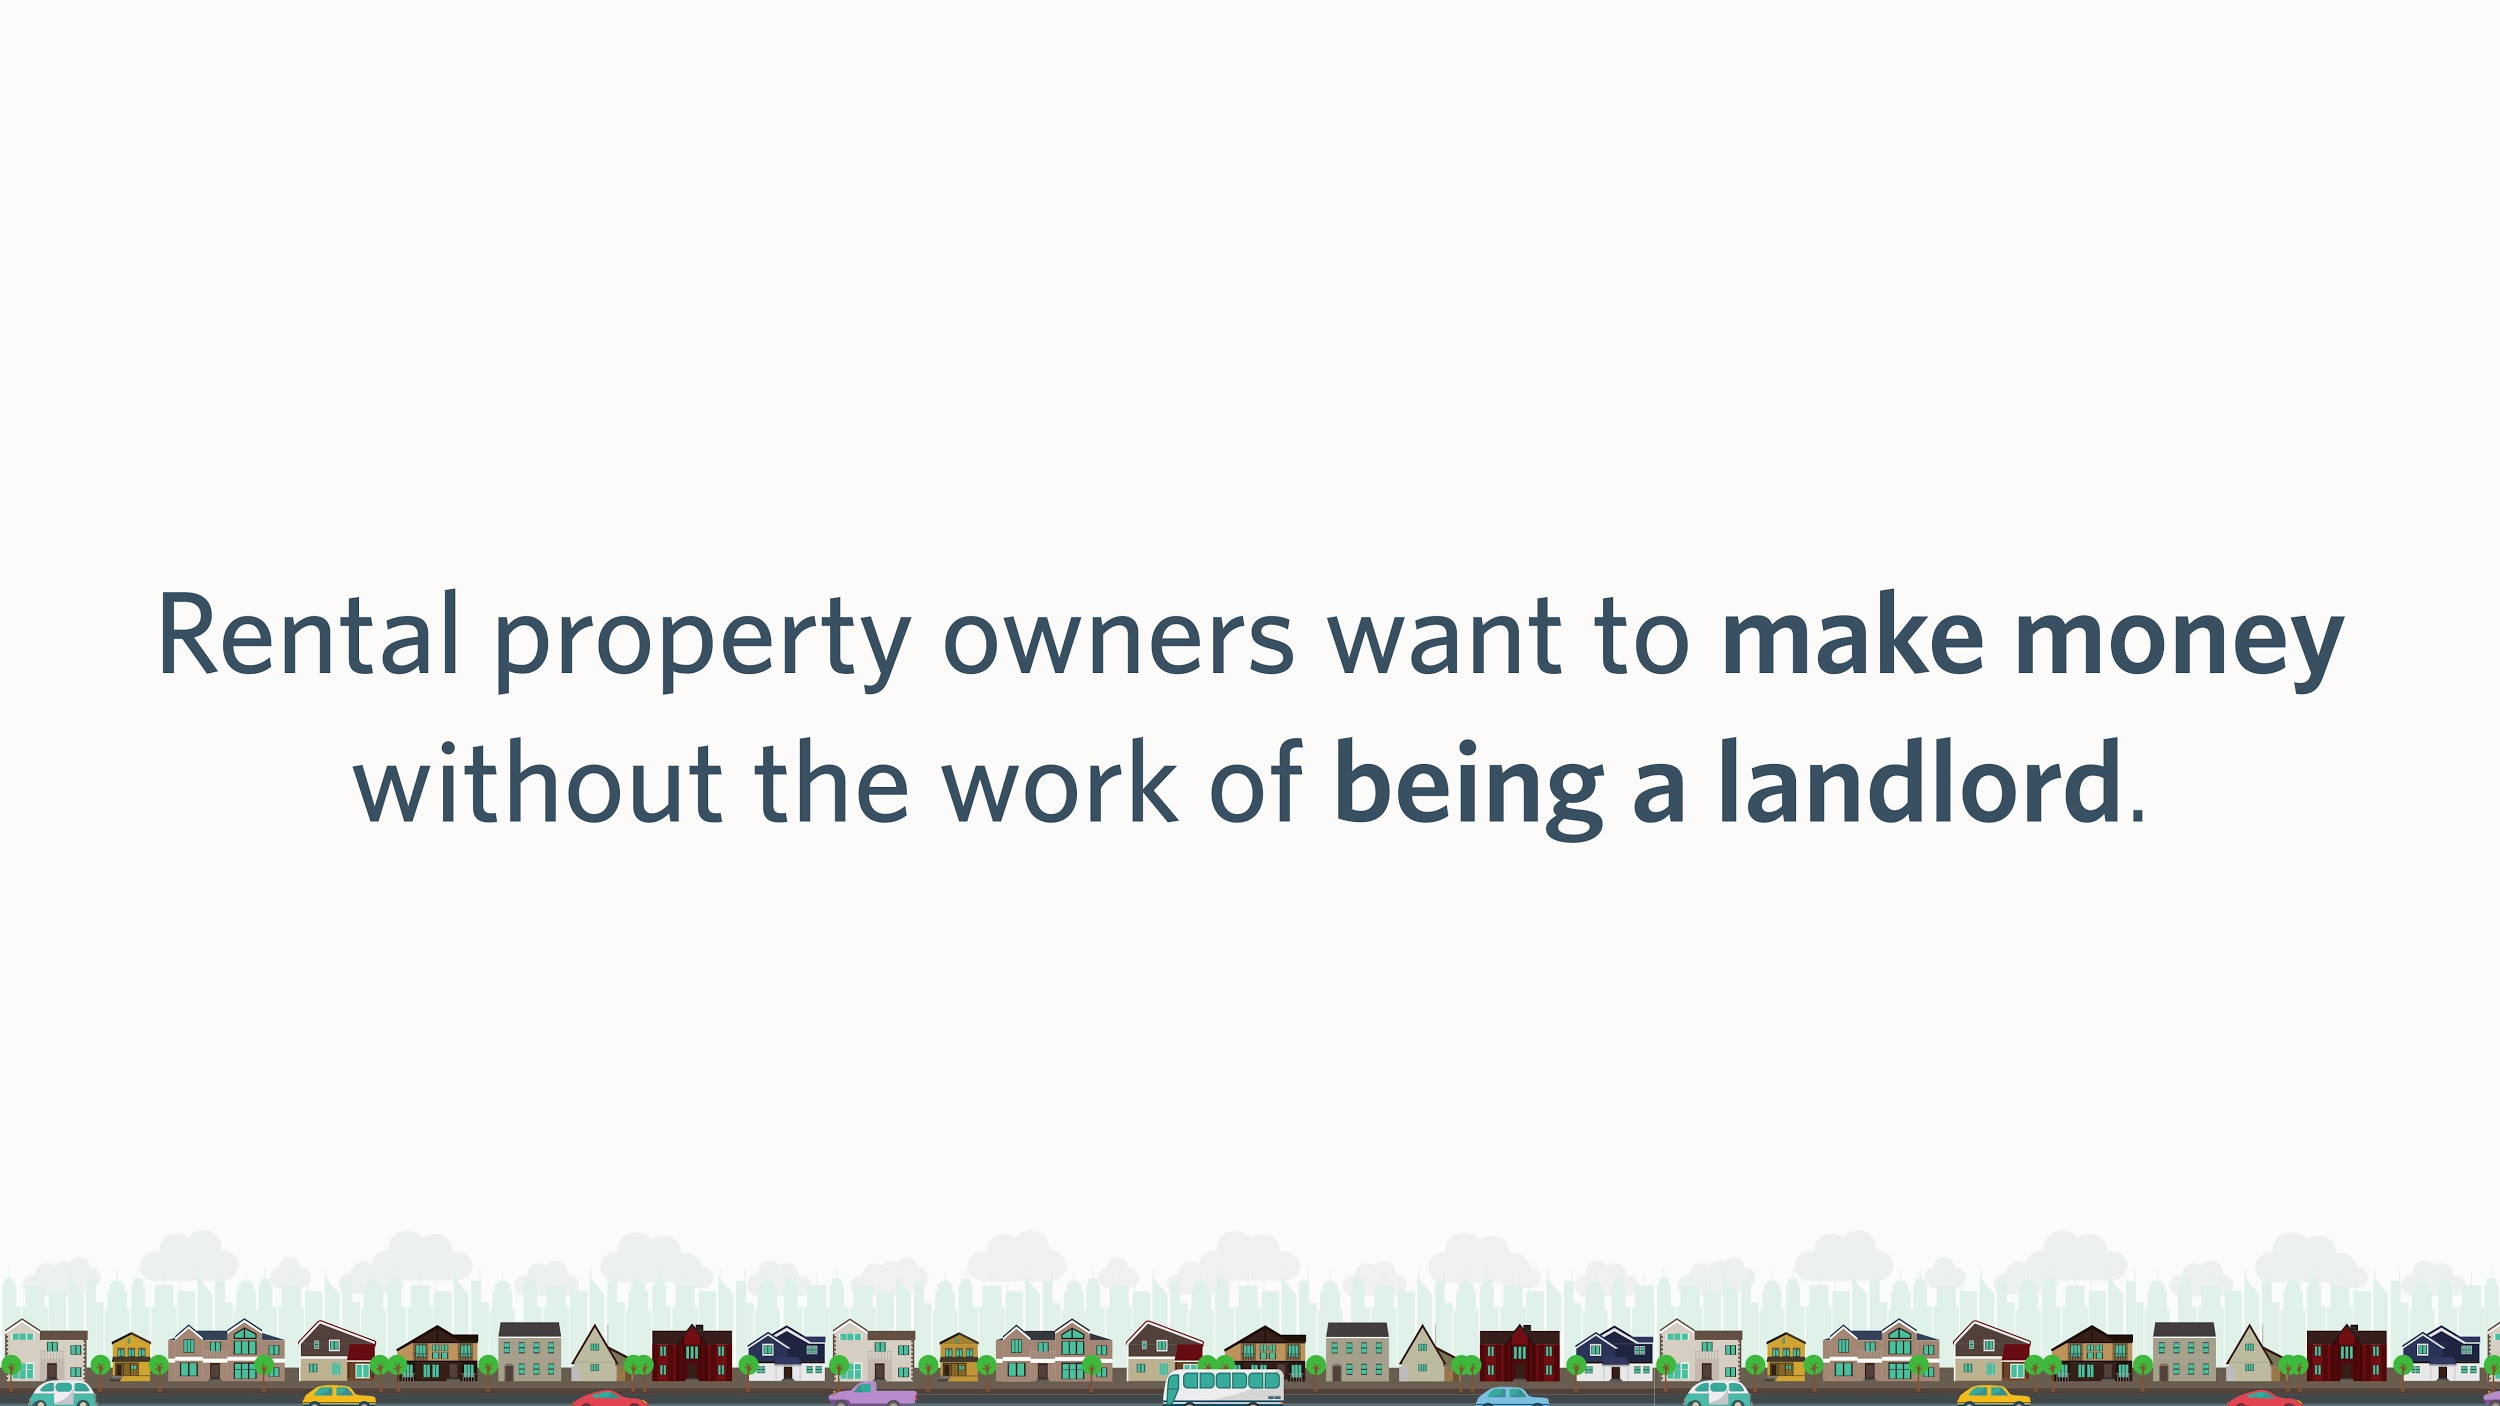 Rental property owners want to make money
without the work of being a landlord.